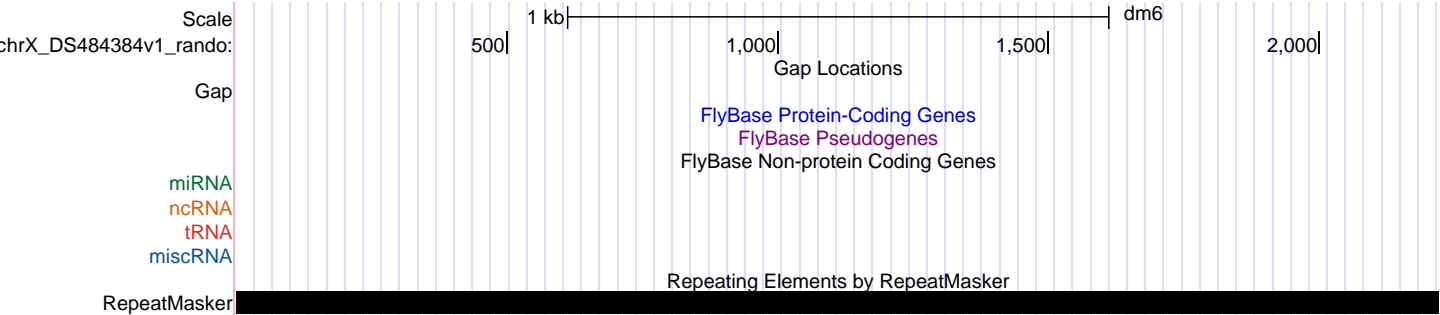 Scale 1 kb dm6
chrX_DS484384v1_rando: 500 1,000 1,500 2,000
Gap Locations
Gap
FlyBase Protein-Coding Genes
FlyBase Pseudogenes
FlyBase Non-protein Coding Genes
miRNA
ncRNA
tRNA
miscRNA
Repeating Elements by RepeatMasker
RepeatMasker